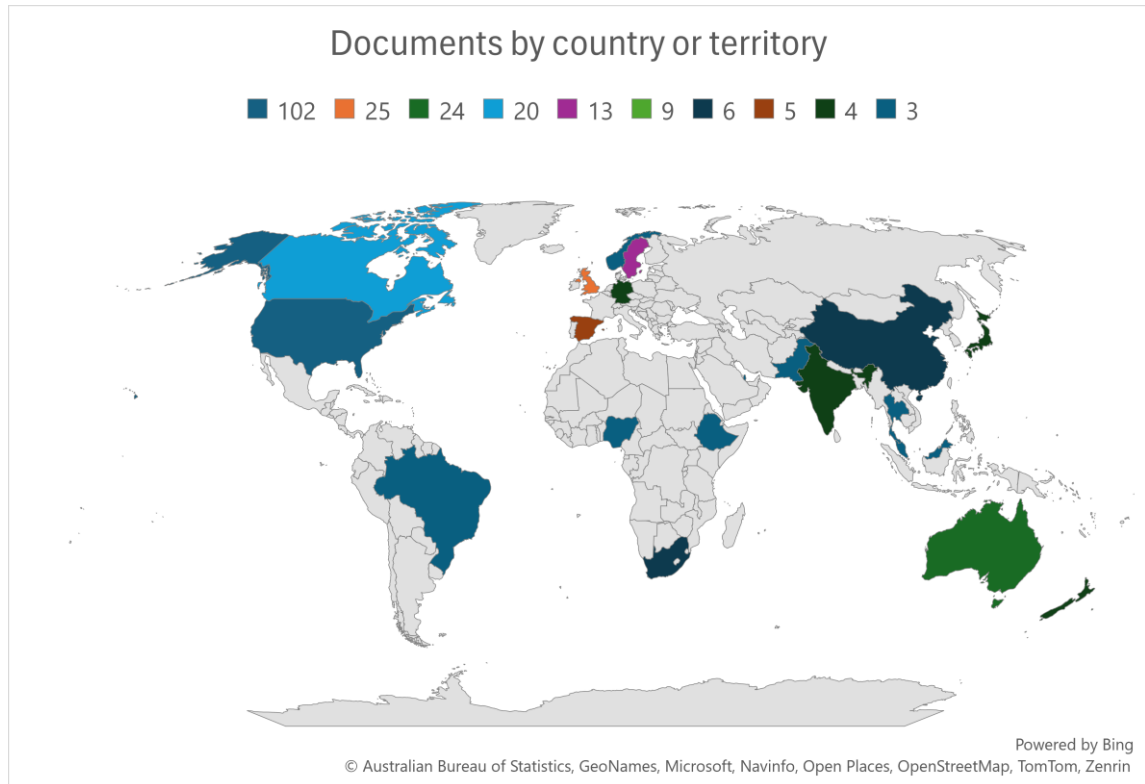 Documents by country or territory
102 25 24 20 13 9 6 5 4 3
Powered by Bing
© Australian Bureau of Statistics, GeoNames, Microsoft, Navinfo, Open Places, OpenStreetMap, TomTom, Zenrin